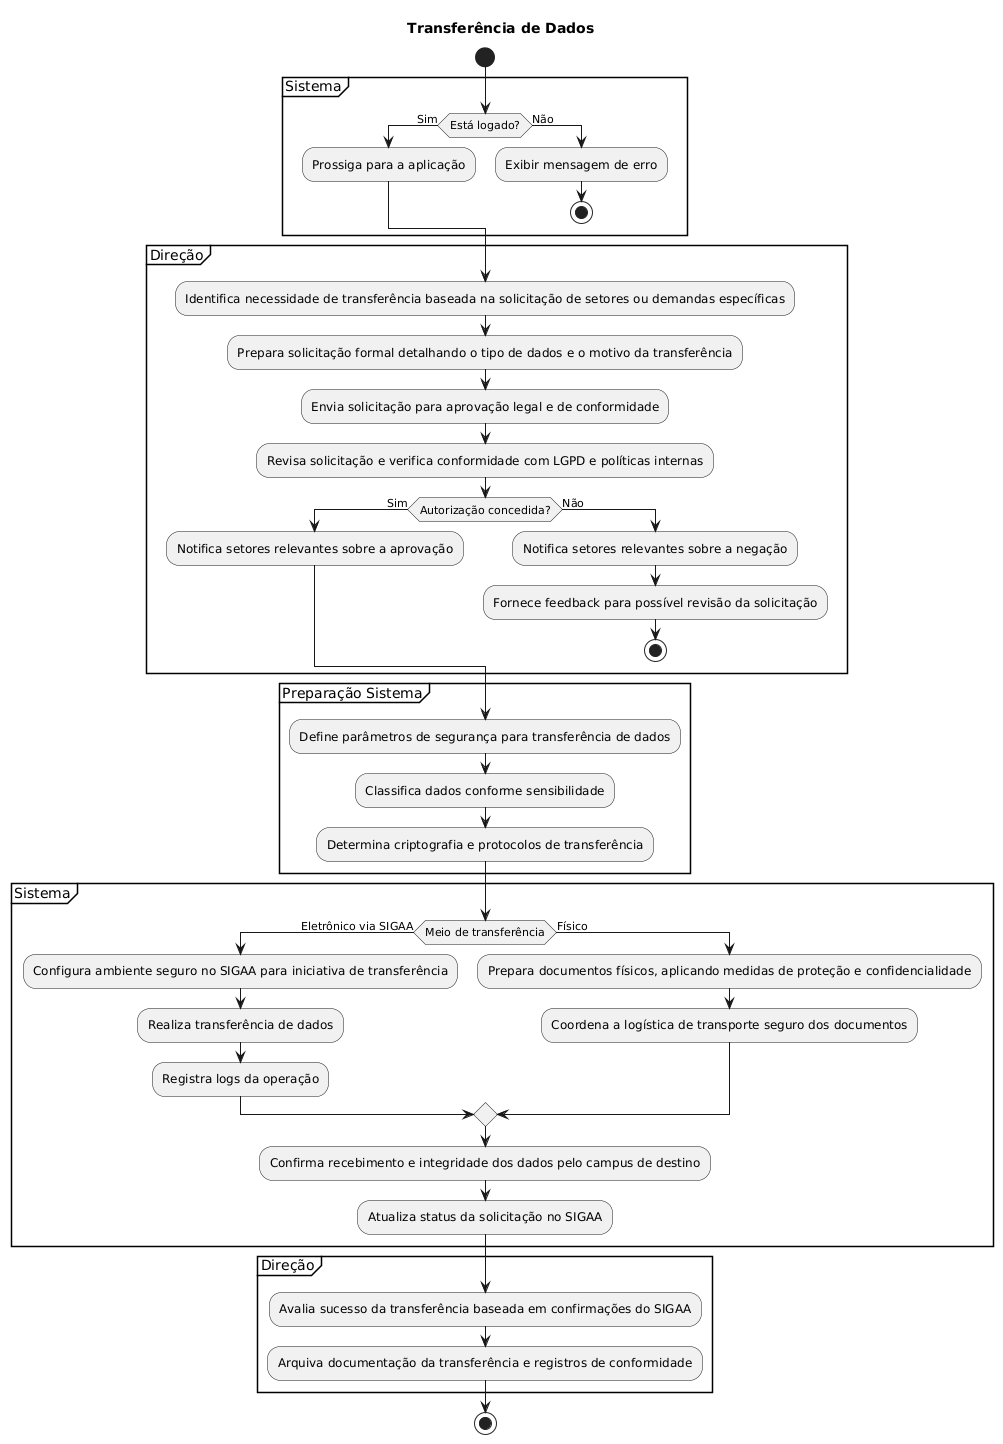 Transferência de Dados
Sistema
Está logado?
Sim
Não
Prossiga para a aplicação
Exibir mensagem de erro
Direção
Identifica necessidade de transferência baseada na solicitação de setores ou demandas específicas
Prepara solicitação formal detalhando o tipo de dados e o motivo da transferência
Envia solicitação para aprovação legal e de conformidade
Revisa solicitação e verifica conformidade com LGPD e políticas internas
Autorização concedida?
Sim
Não
Notifica setores relevantes sobre a aprovação
Notifica setores relevantes sobre a negação
Fornece feedback para possível revisão da solicitação
Preparação Sistema
Define parâmetros de segurança para transferência de dados
Classifica dados conforme sensibilidade
Determina criptografia e protocolos de transferência
Sistema
Meio de transferência
Eletrônico via SIGAA
Físico
Configura ambiente seguro no SIGAA para iniciativa de transferência
Prepara documentos físicos, aplicando medidas de proteção e confidencialidade
Realiza transferência de dados
Coordena a logística de transporte seguro dos documentos
Registra logs da operação
Confirma recebimento e integridade dos dados pelo campus de destino
Atualiza status da solicitação no SIGAA
Direção
Avalia sucesso da transferência baseada em confirmações do SIGAA
Arquiva documentação da transferência e registros de conformidade